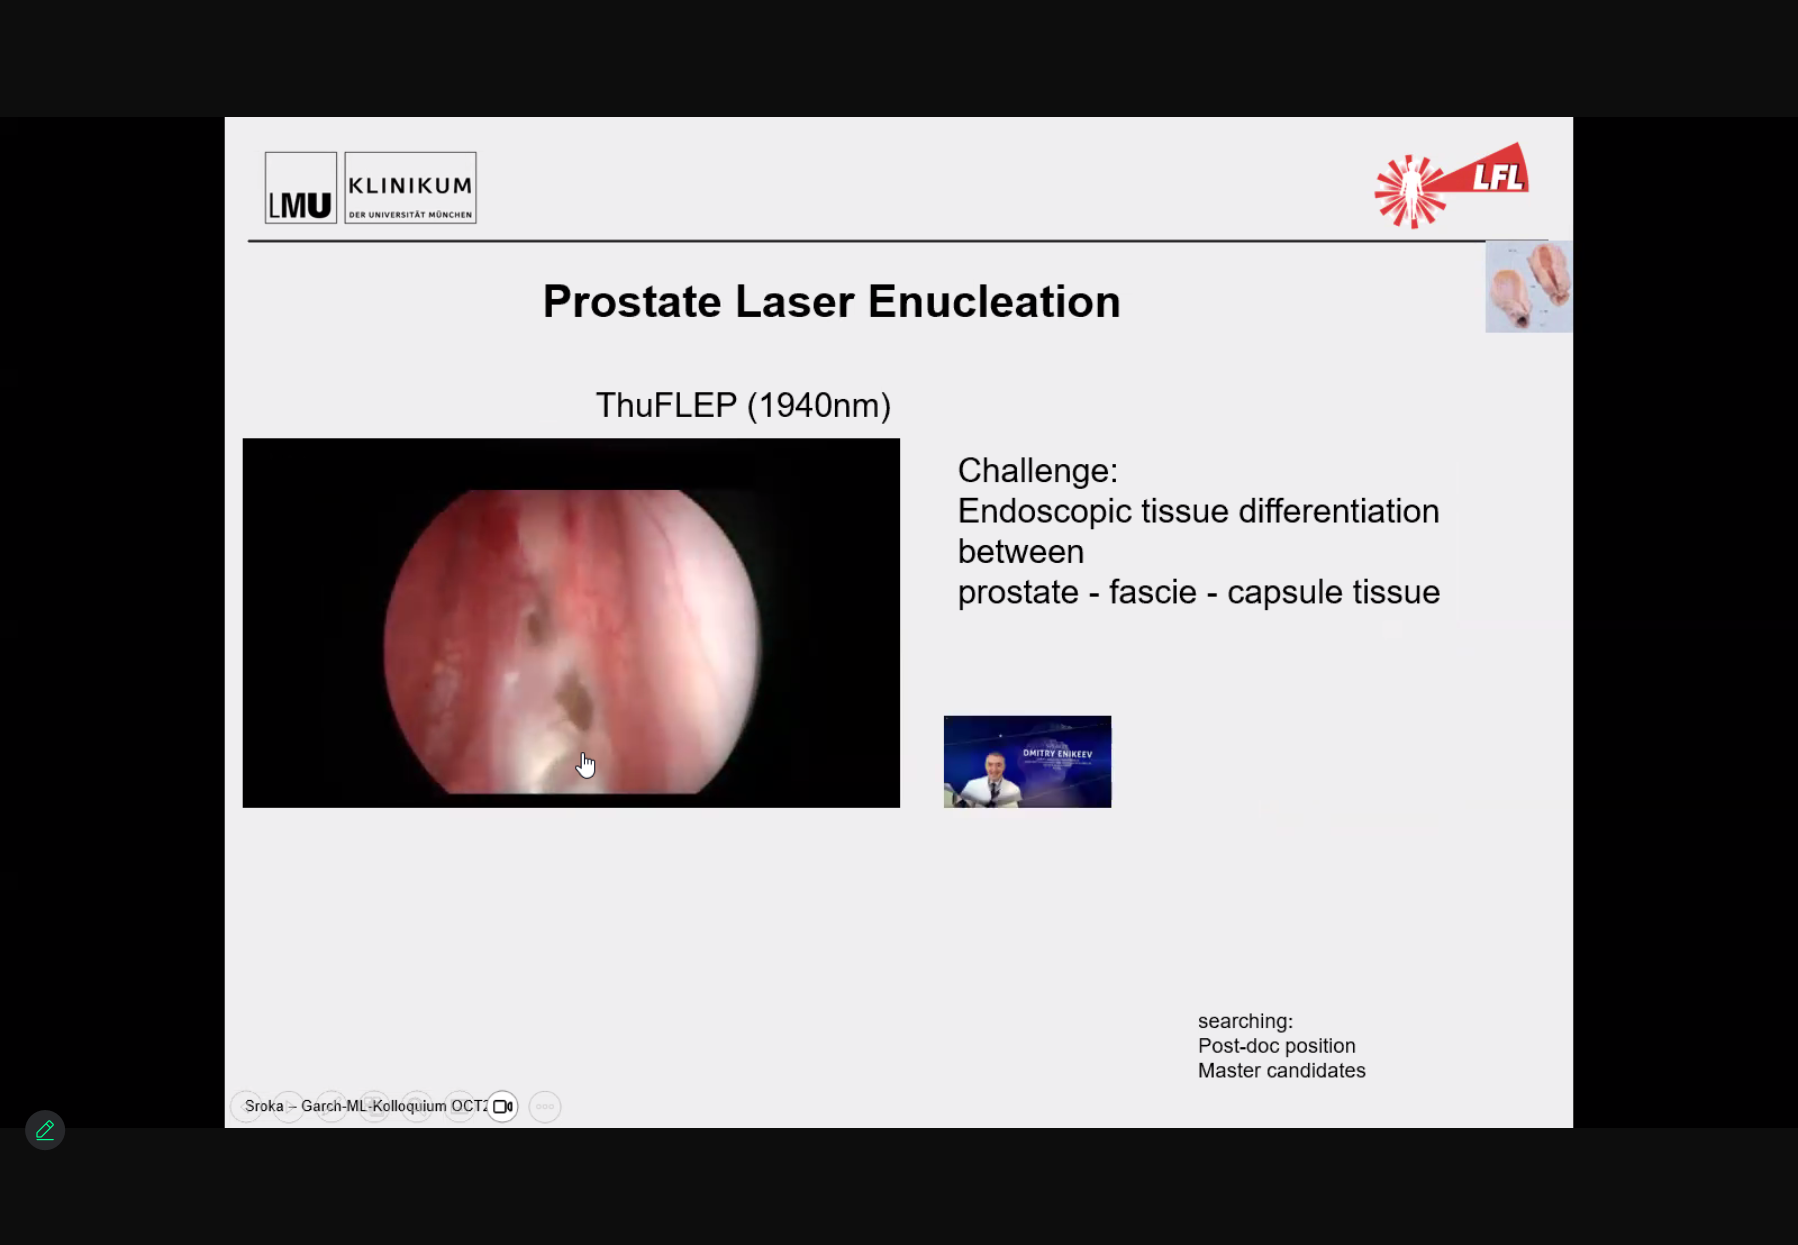 LMU KLINIKUM
DER UNIVERSITÄT MÜNCHEN
LFL
Prostate Laser Enucleation
ThuFLEP (1940nm)
Challenge:
Endoscopic tissue differentiation
between
prostate - fascie - capsule tissue
DMITRY ENIKEEV
searching:
Post-doc position
Master candidates
Sroka – Garch-ML-Kolloquium OCT2